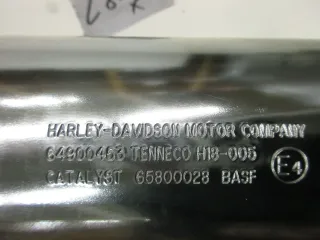 HARLEY-DAVIDSON MOTOR COMPANY
64900463 TENNECO H18-005
CATALYST 65800028 BASF E4